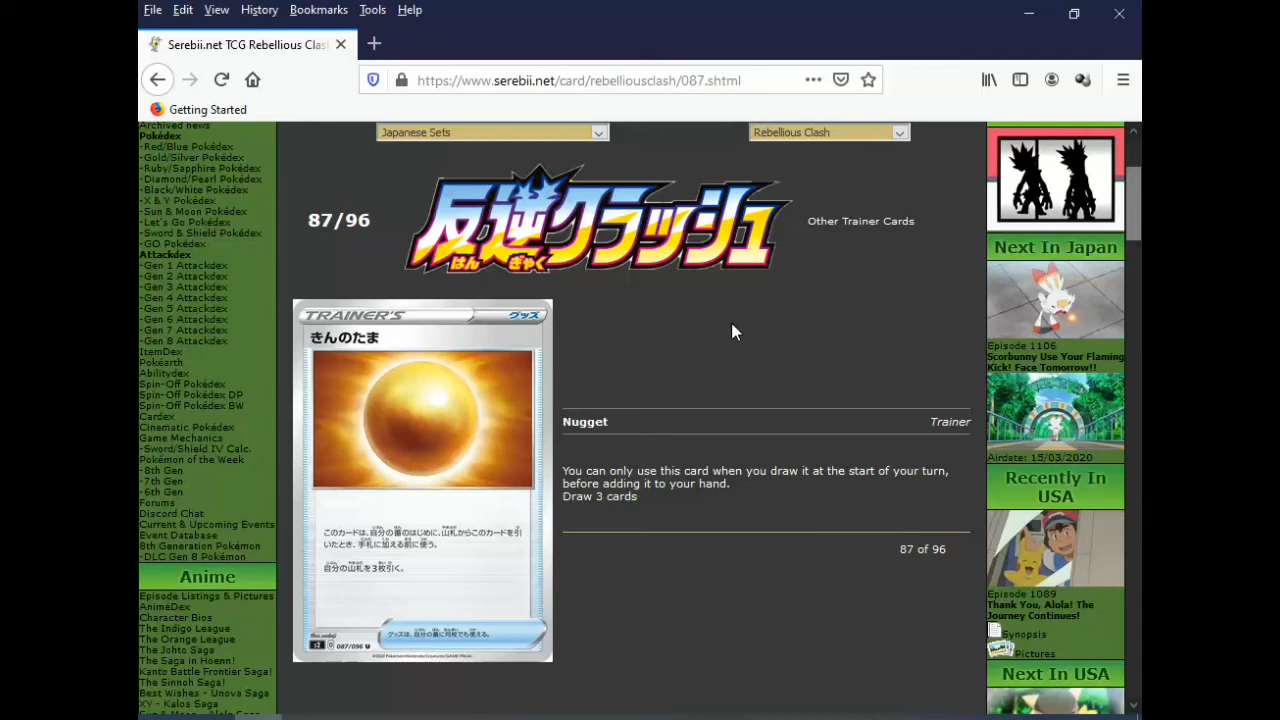 File Edit View History Bookmarks Tools Help
Serebii.net TCG Rebellious Clas
https://www.serebii.net/card/rebelliousclash/087.shtml
Getting Started
Archived news
Pokédex
-Red/Blue Pokédex
-Gold/Silver Pokédex
-Ruby/Sapphire Pokédex
-Diamond/Pearl Pokédex
-Black/White Pokédex
-X & Y Pokédex
-Sun & Moon Pokédex
-Let's Go Pokédex
-Sword & Shield Pokédex
-GO Pokédex
Attackdex
-Gen 1 Attackdex
-Gen 2 Attackdex
-Gen 3 Attackdex
-Gen 4 Attackdex
-Gen 5 Attackdex
-Gen 6 Attackdex
-Gen 7 Attackdex
-Gen 8 Attackdex
ItemDex
Pokéarth
Abilitydex
Spin-Off Pokédex
Spin-Off Pokédex DP
Spin-Off Pokédex BW
Cardex
Cinematic Pokédex
Game Mechanics
-Sword/Shield IV Calc.
Pokémon of the Week
-8th Gen
-7th Gen
-6th Gen
Forums
Discord Chat
Current & Upcoming Events
Event Database
8th Generation Pokémon
-DLC Gen 8 Pokémon
Anime
Episode Listings & Pictures
AniméDex
Character Bios
The Indigo League
The Orange League
The Johto Saga
The Saga in Hoenn!
Kanto Battle Frontier Saga!
The Sinnoh Saga!
Best Wishes - Unova Saga
XY - Kalos Saga
Japanese Sets
Rebellious Clash
87/96
反逆クラッシュ
はん ぎゃく
Other Trainer Cards
TRAINER'S
グッズ
きんのたま
このカードは、自分の番のはじめに、山札からこのカードを引
いたとき、手札に加える前に使う。
自分の山札を3枚引く。
グッズは、自分の番に何枚でも使える。
087/096 U
Nugget
Trainer
You can only use this card when you draw it at the start of your turn,
before adding it to your hand.
Draw 3 cards
87 of 96
Next In Japan
Episode 1106
Scorbunny Use Your Flaming
Kick! Face Tomorrow!!
Airdate: 15/03/2020
Recently In
USA
Episode 1089
Thank You, Alola! The
Journey Continues!
Synopsis
Pictures
Next In USA